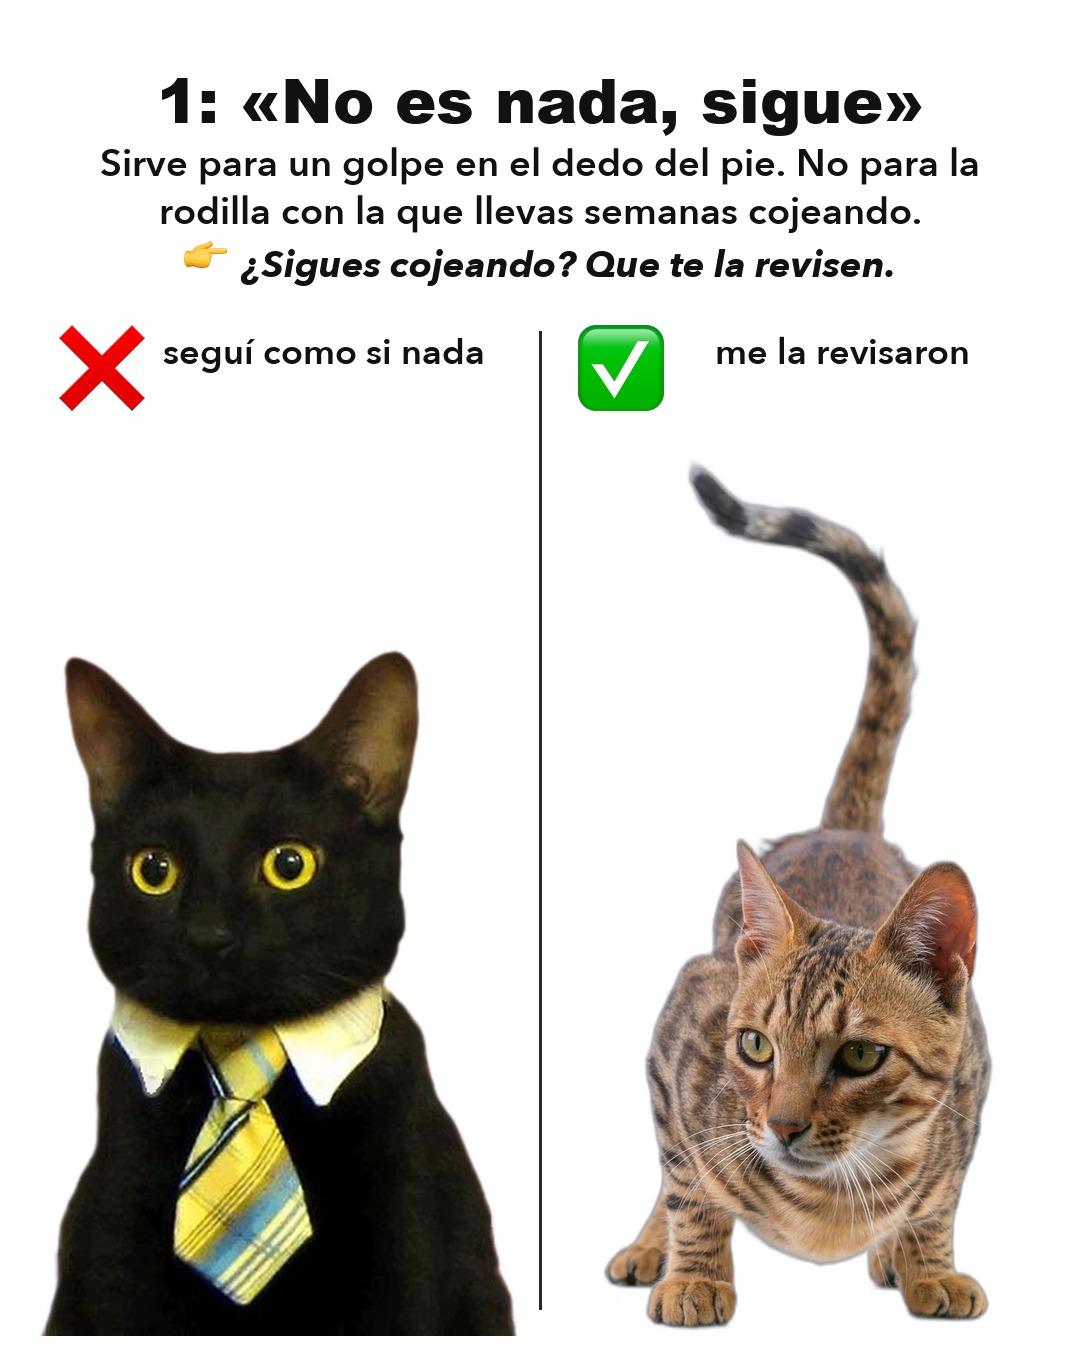 1: «No es nada, sigue»
Sirve para un golpe en el dedo del pie. No para la
rodilla con la que llevas semanas cojeando.
👉 ¿Sigues cojeando? Que te la revisen.
❌ seguí como si nada
✅ me la revisaron